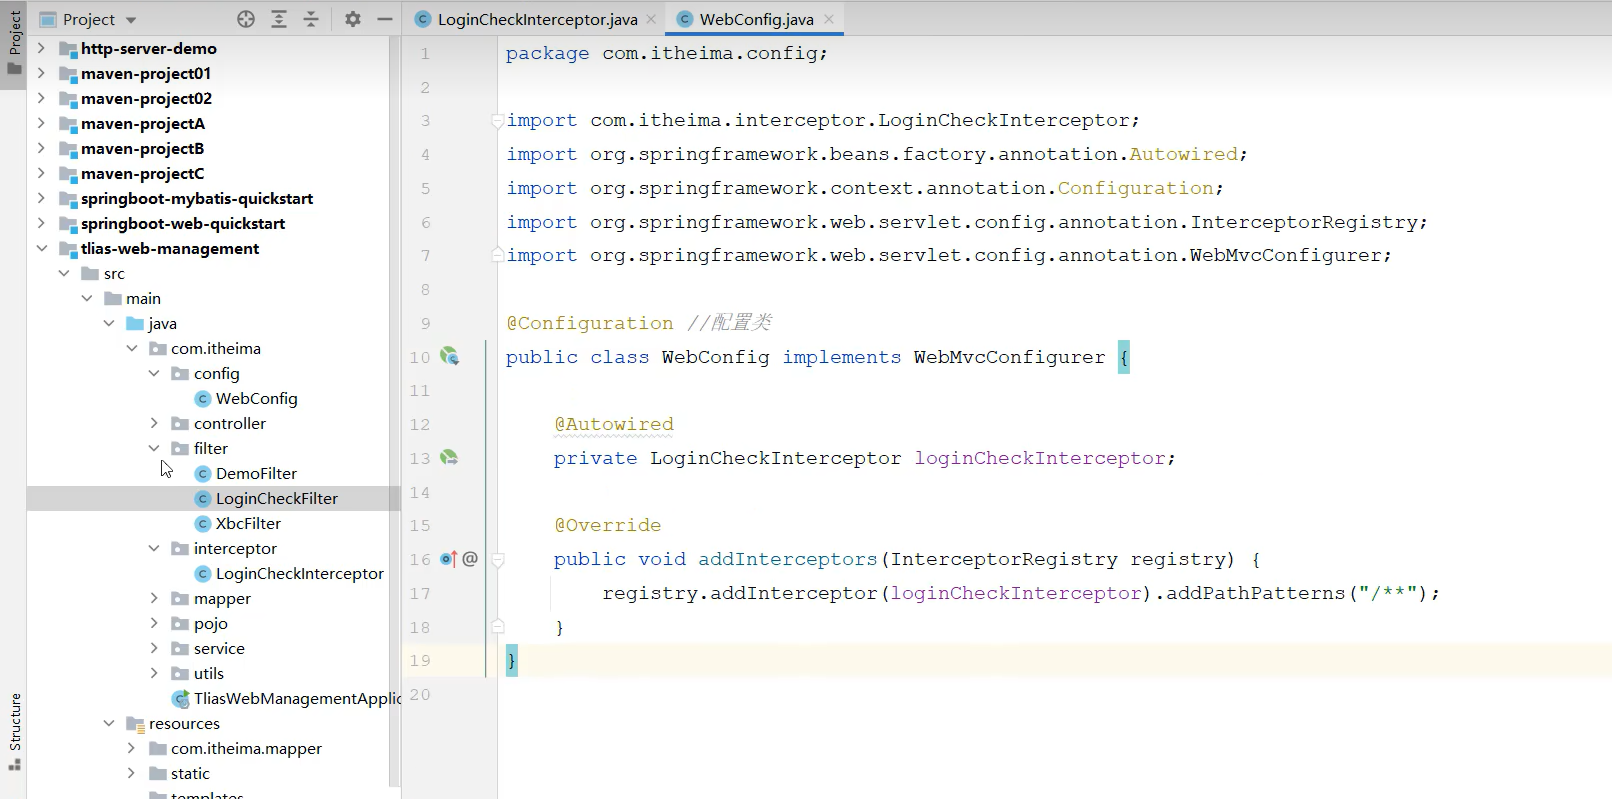 Project
Structure
Project
http-server-demo
maven-project01
maven-project02
maven-projectA
maven-projectB
maven-projectC
springboot-mybatis-quickstart
springboot-web-quickstart
tlias-web-management
src
main
java
com.itheima
config
WebConfig
controller
filter
DemoFilter
LoginCheckFilter
XbcFilter
interceptor
LoginCheckInterceptor
mapper
pojo
service
utils
TliasWebManagementApplic
resources
com.itheima.mapper
static
templates
LoginCheckInterceptor.java
WebConfig.java
1 package com.itheima.config;
2
3 import com.itheima.interceptor.LoginCheckInterceptor;
4 import org.springframework.beans.factory.annotation.Autowired;
5 import org.springframework.context.annotation.Configuration;
6 import org.springframework.web.servlet.config.annotation.InterceptorRegistry;
7 import org.springframework.web.servlet.config.annotation.WebMvcConfigurer;
8
9 @Configuration //配置类
10 public class WebConfig implements WebMvcConfigurer {
11
12 @Autowired
13 private LoginCheckInterceptor loginCheckInterceptor;
14
15 @Override
16 @ public void addInterceptors(InterceptorRegistry registry) {
17 registry.addInterceptor(loginCheckInterceptor).addPathPatterns("/**");
18 }
19 }
20